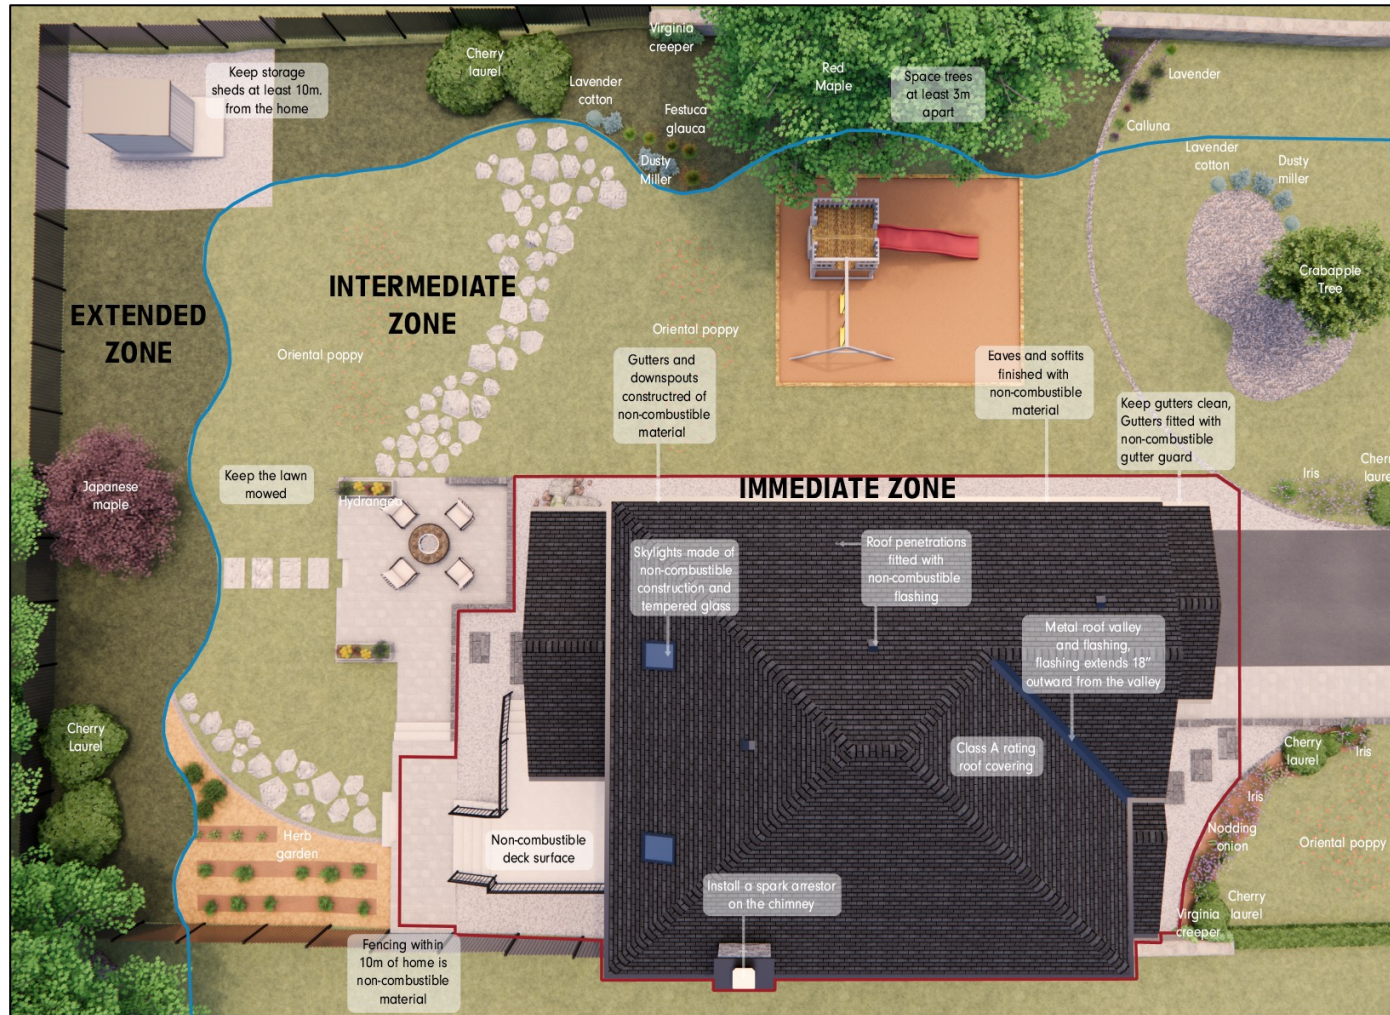 Virginia
creeper
Cherry
laurel
Keep storage
sheds at least 10m.
from the home
Lavender
cotton
Festuca
glauca
Dusty
Miller
Red
Maple
Space trees
at least 3m
apart
Lavender
Calluna
Lavender
cotton
Dusty
miller
Crabapple
Tree
EXTENDED
ZONE
INTERMEDIATE
ZONE
Oriental poppy
Oriental poppy
Gutters and
downspouts
constructred of
non-combustible
material
Eaves and soffits
finished with
non-combustible
material
Keep gutters clean,
Gutters fitted with
non-combustible
gutter guard
Iris
Cherry
laurel
Japanese
maple
Keep the lawn
mowed
Hydrangea
IMMEDIATE ZONE
Skylights made of
non-combustible
construction and
tempered glass
Roof penetrations
fitted with
non-combustible
flashing
Metal roof valley
and flashing,
flashing extends 18"
outward from the valley
Class A rating
roof covering
Cherry
Laurel
Cherry
laurel
Iris
Iris
Nodding
onion
Oriental poppy
Herb
garden
Non-combustible
deck surface
Install a spark arrestor
on the chimney
Cherry
laurel
Virginia
creeper
Fencing within
10m of home is
non-combustible
material